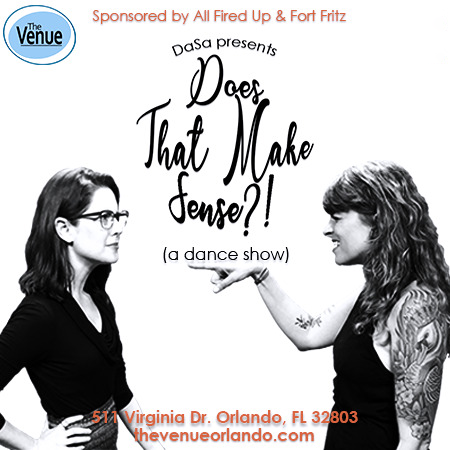 Sponsored by All Fired Up & Fort Fritz
The
Venue
DaSa presents
Does
That Make
Sense?!
(a dance show)
511 Virginia Dr. Orlando, FL 32803
thevenueorlando.com